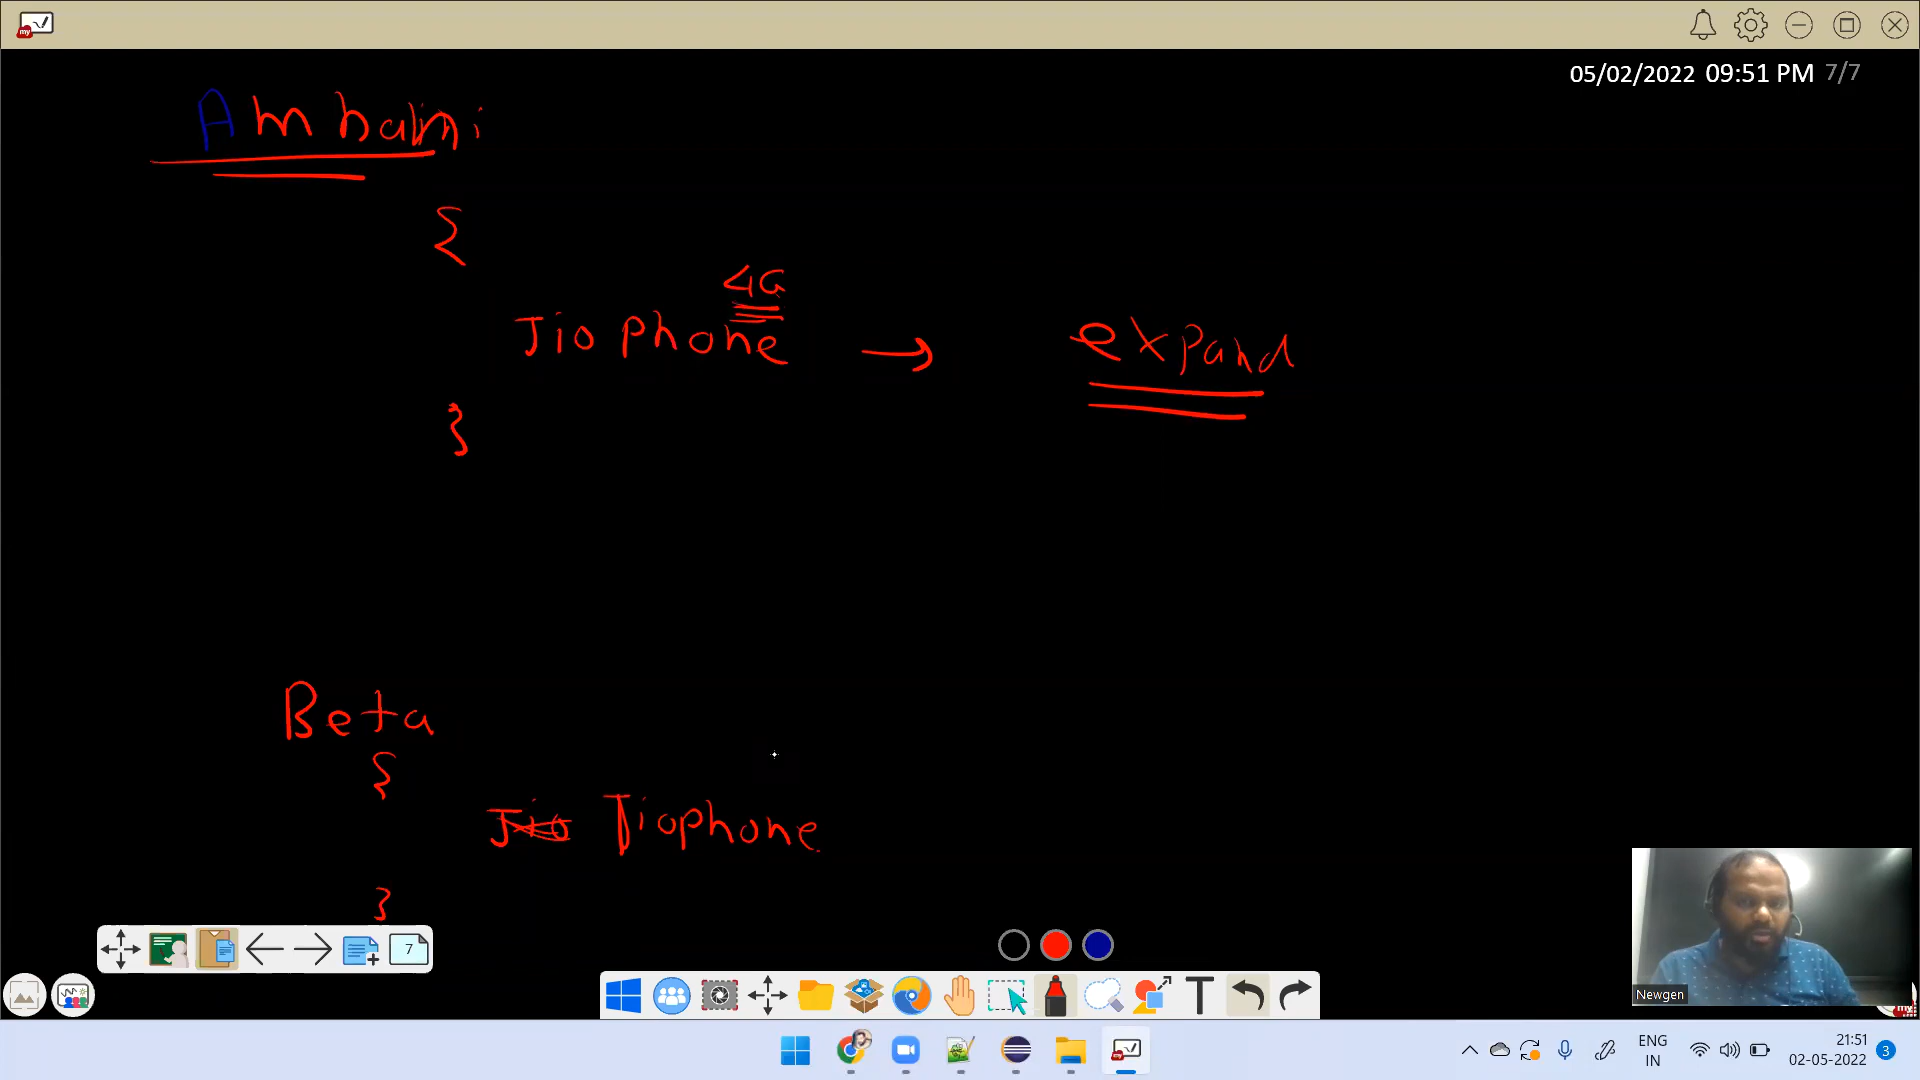 05/02/2022 09:51 PM 7/7
Ambani
{
4G
Jio phone → expand
}
Beta
{
Jio Jiophone
}
7
T
Newgen
my
ENG
IN
21:51
02-05-2022
3